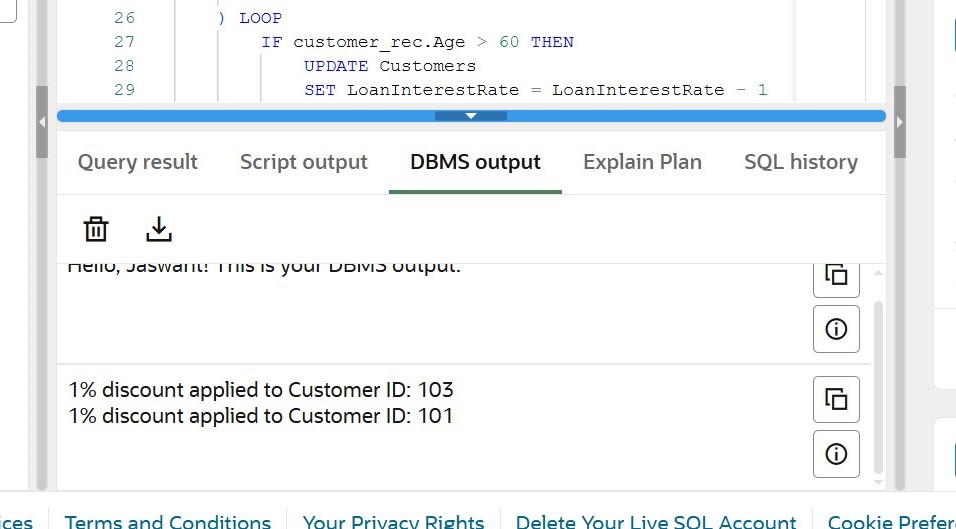 26 ) LOOP
27 IF customer_rec.Age > 60 THEN
28 UPDATE Customers
29 SET LoanInterestRate = LoanInterestRate - 1
Query result Script output DBMS output Explain Plan SQL history
Hello, Jaswant! This is your DBMS output.
1% discount applied to Customer ID: 103
1% discount applied to Customer ID: 101
ices Terms and Conditions Your Privacy Rights Delete Your Live SQL Account Cookie Prefer